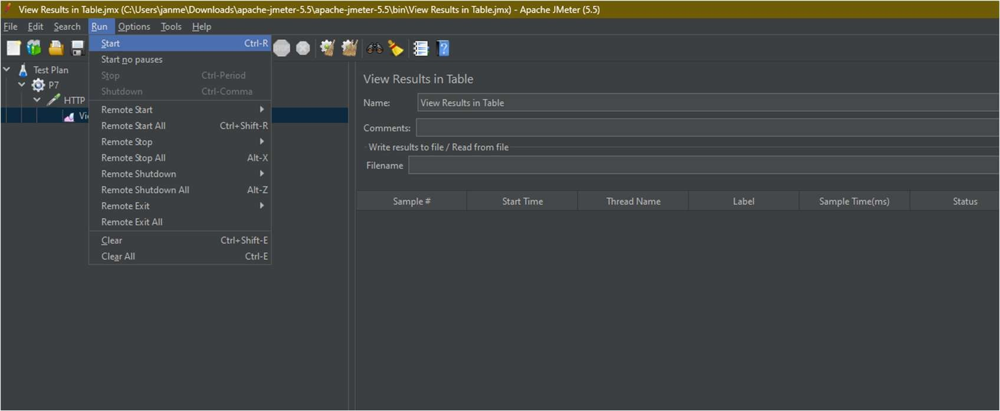 View Results in Table.jmx (C:\Users\janme\Downloads\apache-jmeter-5.5\apache-jmeter-5.5\bin\View Results in Table.jmx) - Apache JMeter (5.5)
File Edit Search Run Options Tools Help
Start Ctrl-R
Start no pauses
Stop Ctrl-Period
Shutdown Ctrl-Comma
Remote Start
Remote Start All Ctrl+Shift-R
Remote Stop
Remote Stop All Alt-X
Remote Shutdown
Remote Shutdown All Alt-Z
Remote Exit
Remote Exit All
Clear Ctrl+Shift-E
Clear All Ctrl-E
Test Plan
P7
HTTP
View Results in Table
Name: View Results in Table
Comments:
Write results to file / Read from file
Filename
Sample # Start Time Thread Name Label Sample Time(ms) Status